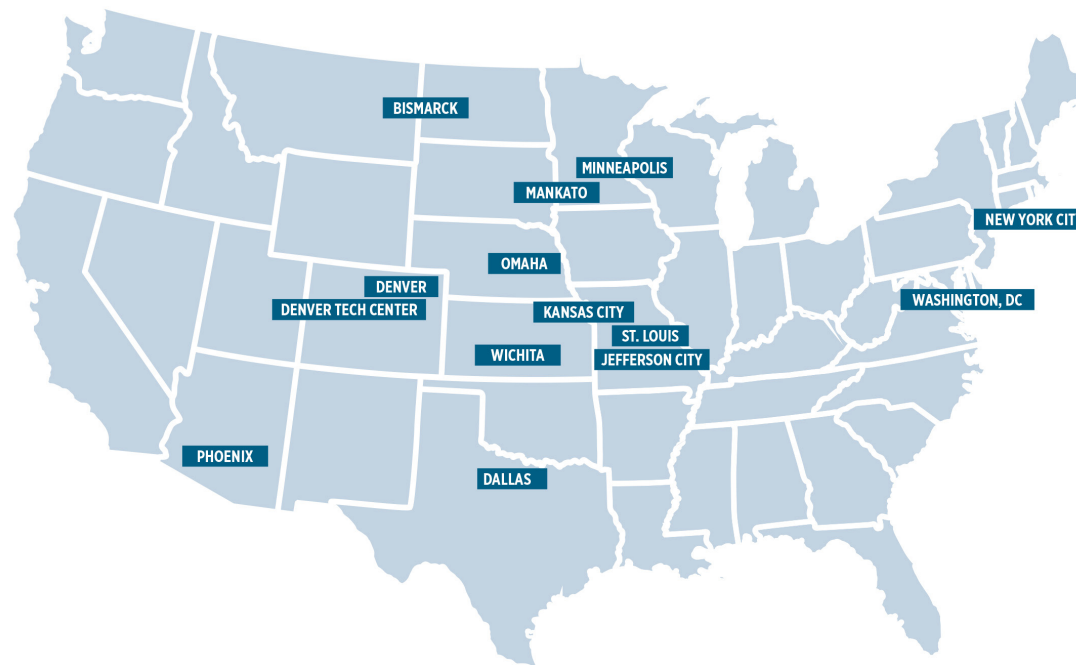 BISMARCK
MINNEAPOLIS
MANKATO
NEW YORK CIT
OMAHA
DENVER
DENVER TECH CENTER
WASHINGTON, DC
KANSAS CITY
ST. LOUIS
WICHITA
JEFFERSON CITY
PHOENIX
DALLAS